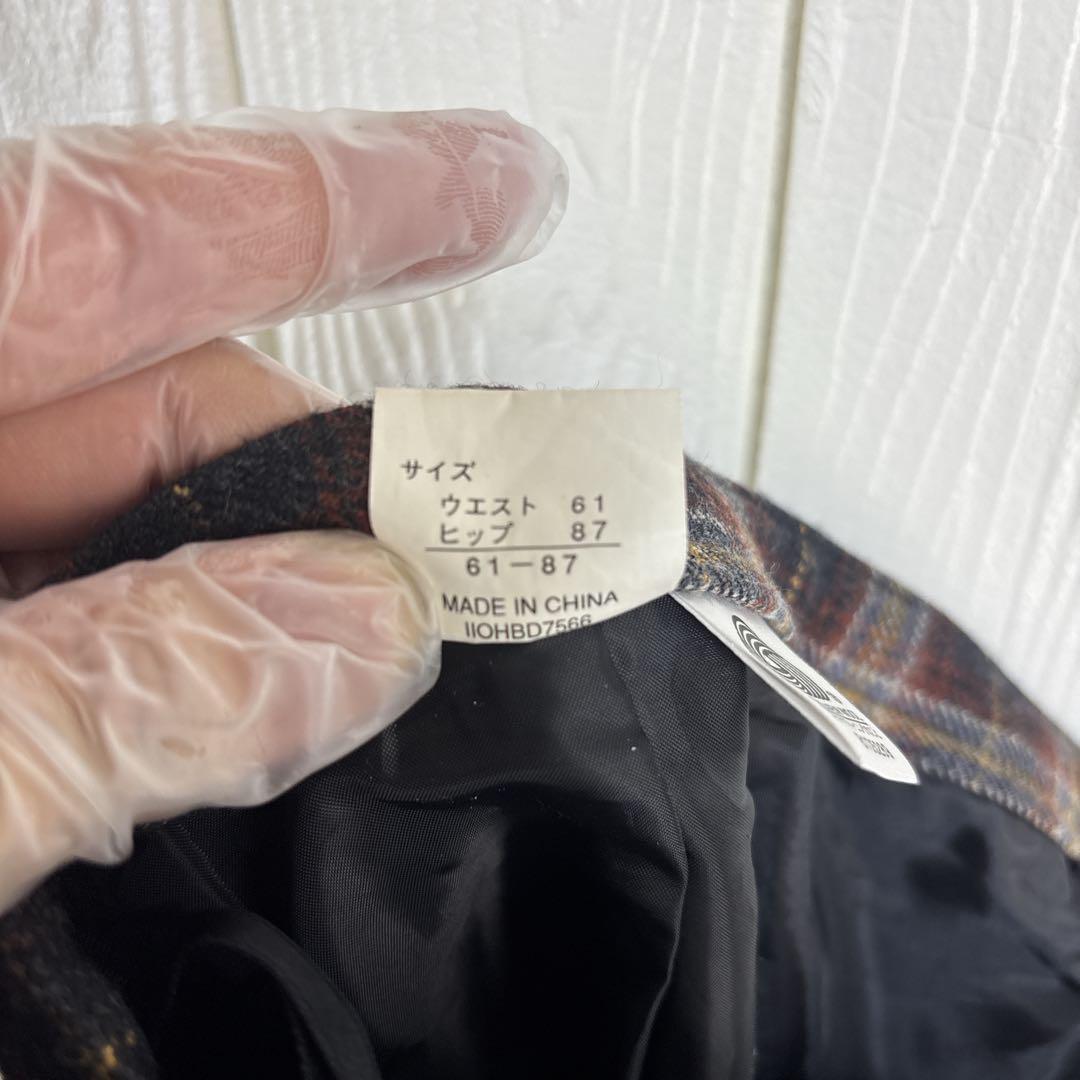 サイズ
ウエスト 61
ヒップ 87
61－87
MADE IN CHINA
IIOHBD7566